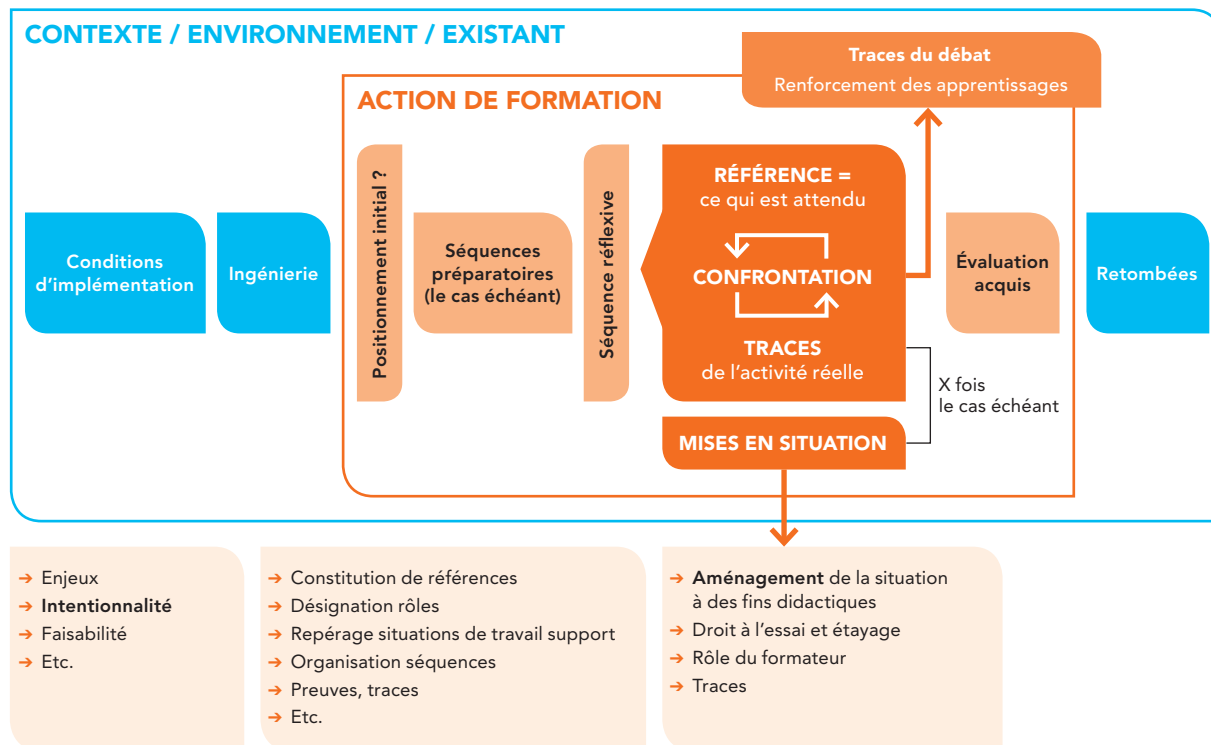 CONTEXTE / ENVIRONNEMENT / EXISTANT
Traces du débat
Renforcement des apprentissages
ACTION DE FORMATION
Conditions
d'implémentation
Ingénierie
Positionnement initial ?
Séquences
préparatoires
(le cas échéant)
Séquence réflexive
RÉFÉRENCE =
ce qui est attendu
CONFRONTATION
TRACES
de l'activité réelle
MISES EN SITUATION
X fois
le cas échéant
Évaluation
acquis
Retombées
→ Enjeux
→ Intentionnalité
→ Faisabilité
→ Etc.
→ Constitution de références
→ Désignation rôles
→ Repérage situations de travail support
→ Organisation séquences
→ Preuves, traces
→ Etc.
→ Aménagement de la situation
à des fins didactiques
→ Droit à l'essai et étayage
→ Rôle du formateur
→ Traces